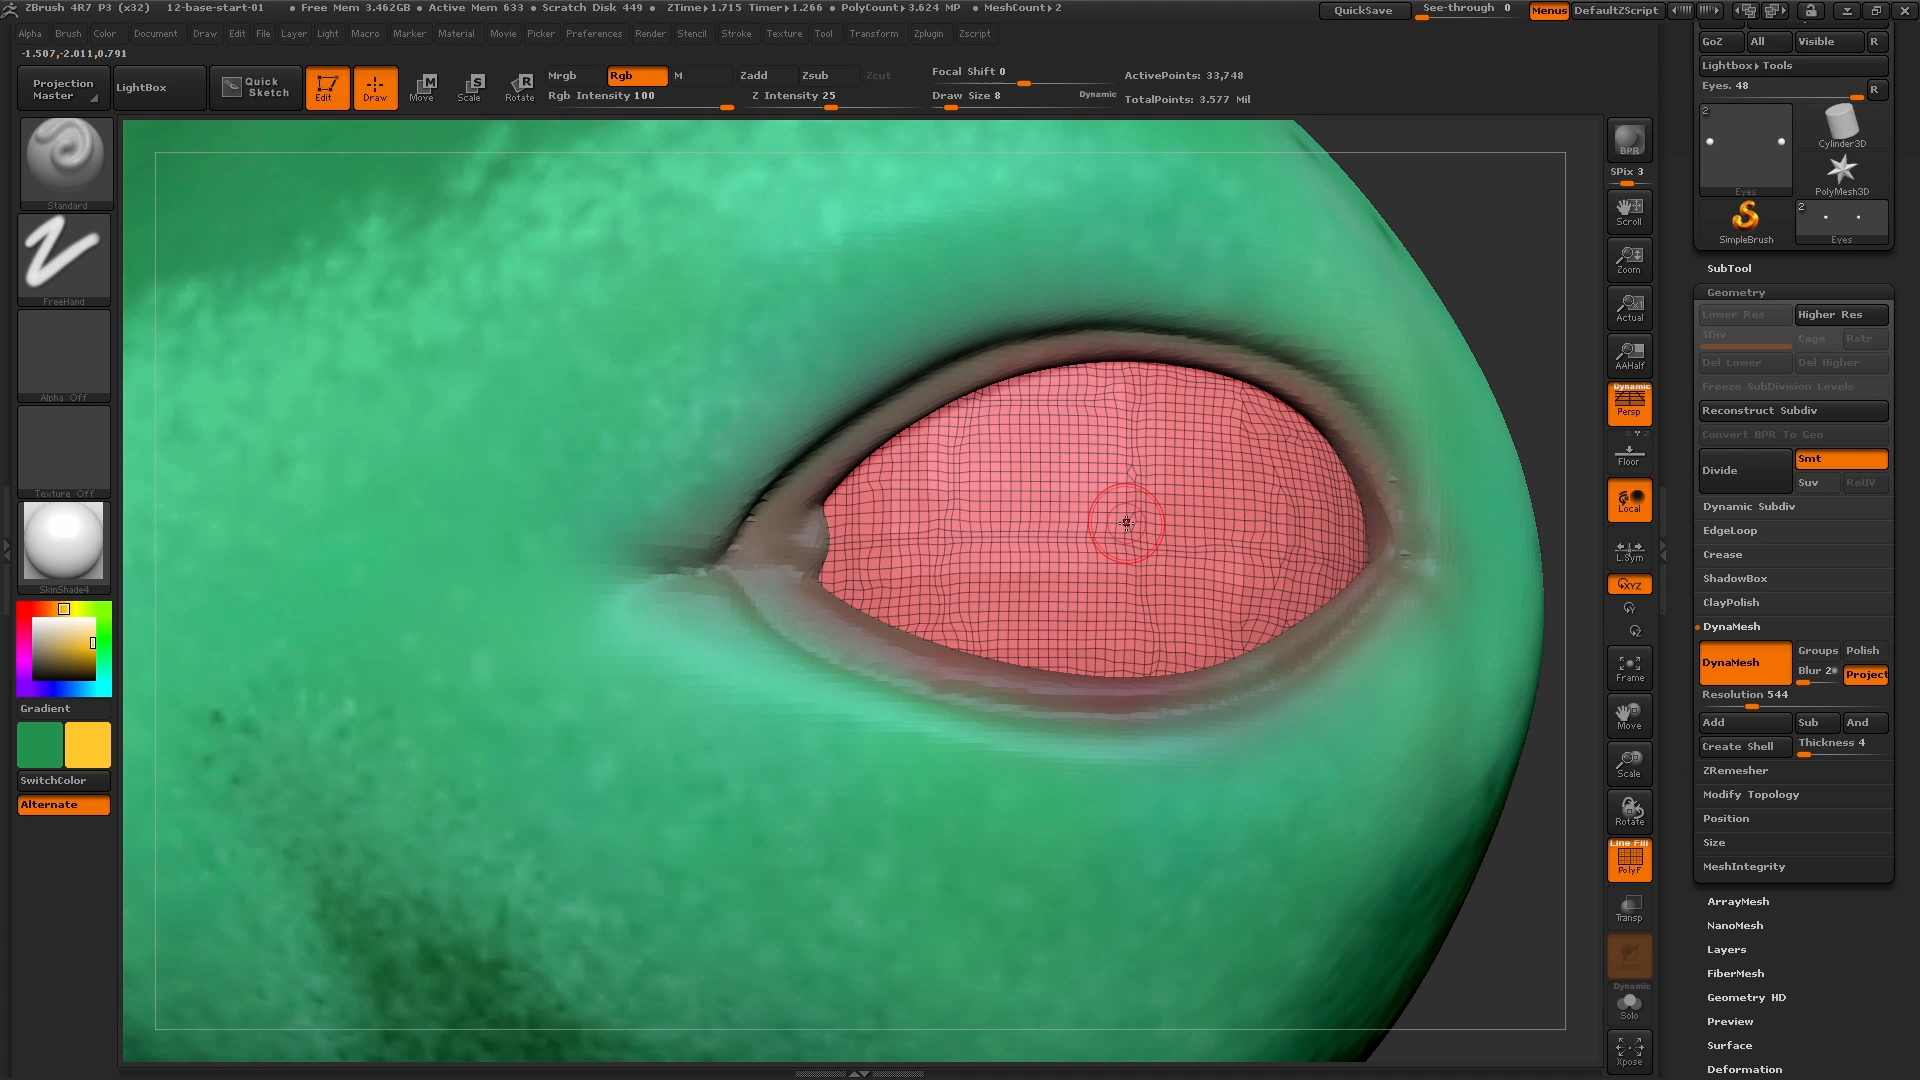 ZBrush 4R7 P3 (x32) 12-base-start-01 • Free Mem 3.462GB • Active Mem 633 • Scratch Disk 449 • ZTime▸1.715 Timer▸1.266 • PolyCount▸3.624 MP • MeshCount▸2 QuickSave See-through 0 Menus DefaultZScript
Alpha Brush Color Document Draw Edit File Layer Light Macro Marker Material Movie Picker Preferences Render Stencil Stroke Texture Tool Transform Zplugin Zscript
-1.507,-2.011,0.791
Projection Master
LightBox
Quick Sketch
Edit
Draw
Move
Scale
Rotate
Mrgb Rgb M Zadd Zsub Zcut
Rgb Intensity 100 Z Intensity 25
Focal Shift 0
Draw Size 8 Dynamic
ActivePoints: 33,748
TotalPoints: 3.577 Mil
Standard
FreeHand
Alpha Off
Texture Off
SkinShade4
Gradient
SwitchColor
Alternate
BPR
SPix 3
Scroll
Zoom
Actual
AAHalf
Dynamic
Persp
Floor
Local
L.Sym
XYZ
Y
Z
Frame
Move
Scale
Rotate
Line Fill
PolyF
Transp
Ghost
Dynamic
Solo
Xpose
GoZ All Visible R
Lightbox▸Tools
Eyes. 48 R
2
Eyes
Cylinder3D
PolyMesh3D
SimpleBrush
2
Eyes
SubTool
Geometry
Lower Res Higher Res
SDiv Cage Rstr
Del Lower Del Higher
Freeze SubDivision Levels
Reconstruct Subdiv
Convert BPR To Geo
Divide Smt
Suv ReUV
Dynamic Subdiv
EdgeLoop
Crease
ShadowBox
ClayPolish
DynaMesh
DynaMesh Groups Polish
Blur 2 Project
Resolution 544
Add Sub And
Create Shell Thickness 4
ZRemesher
Modify Topology
Position
Size
MeshIntegrity
ArrayMesh
NanoMesh
Layers
FiberMesh
Geometry HD
Preview
Surface
Deformation